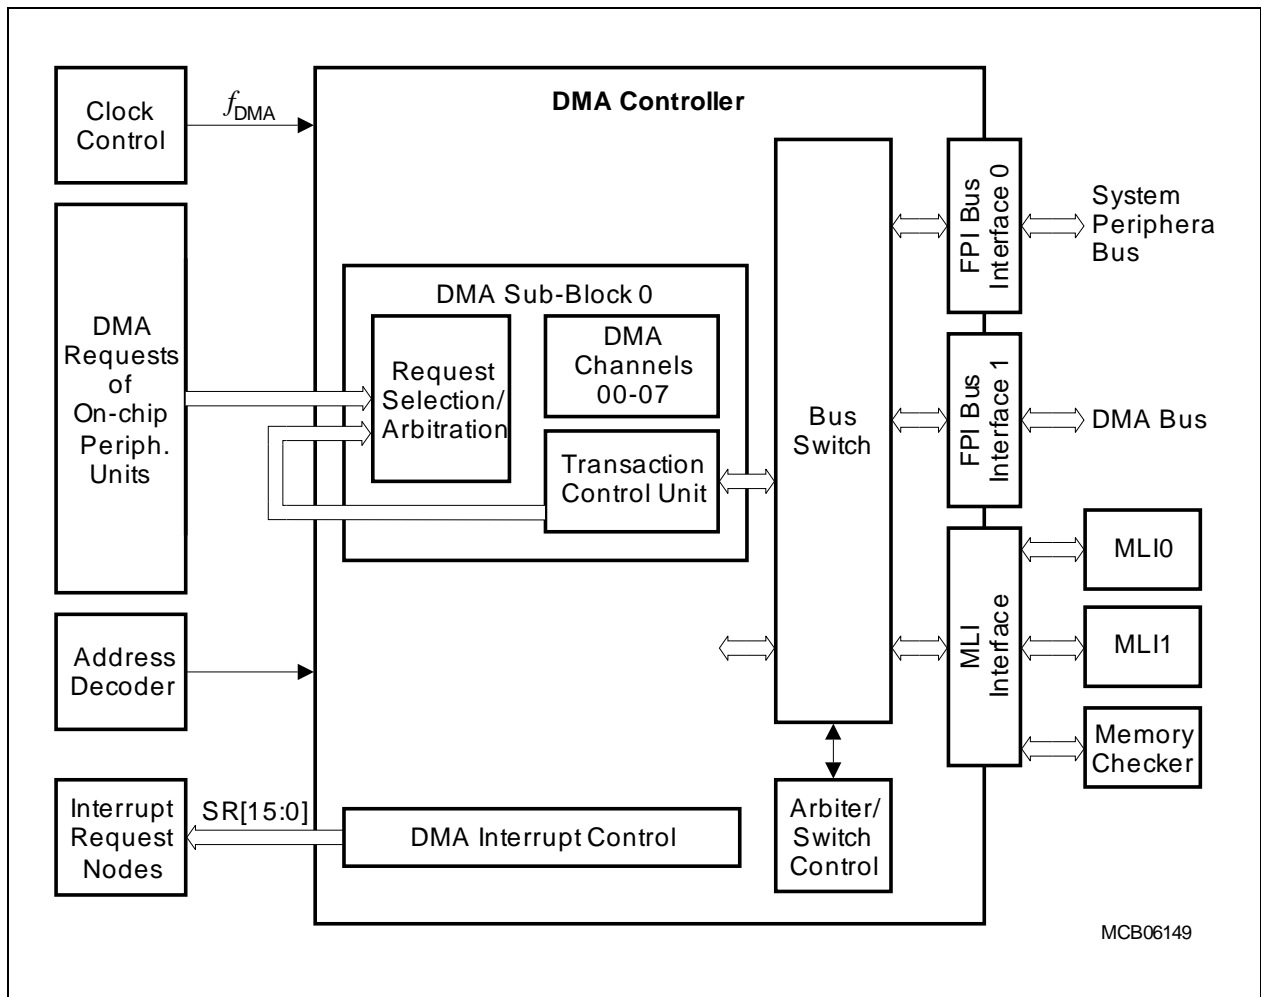 DMA Controller
Clock
Control
fDMA
DMA
Requests
of
On-chip
Periph.
Units
Address
Decoder
Interrupt
Request
Nodes
SR[15:0]
DMA Sub-Block 0
Request
Selection/
Arbitration
DMA
Channels
00-07
Transaction
Control Unit
DMA Interrupt Control
Bus
Switch
Arbiter/
Switch
Control
FPI Bus
Interface 0
FPI Bus
Interface 1
MLI
Interface
System
Periphera
Bus
DMA Bus
MLI0
MLI1
Memory
Checker
MCB06149